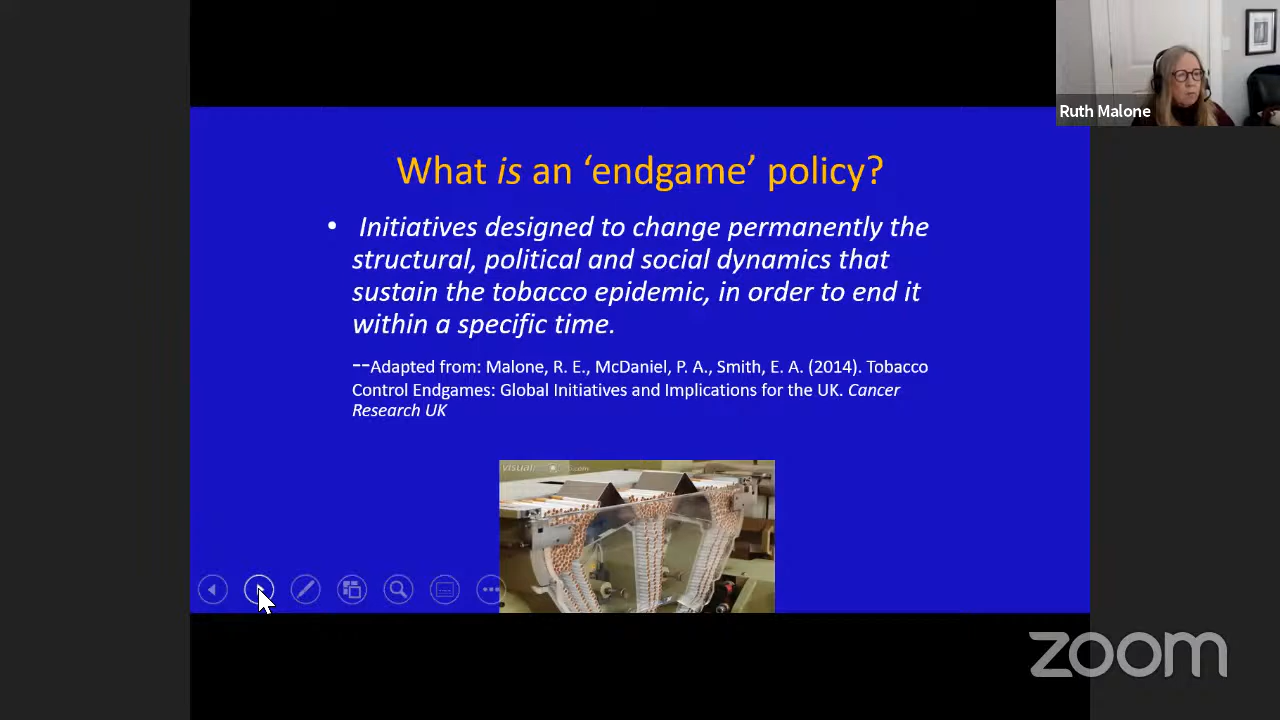 Ruth Malone
What is an ‘endgame’ policy?
• Initiatives designed to change permanently the
structural, political and social dynamics that
sustain the tobacco epidemic, in order to end it
within a specific time.
--Adapted from: Malone, R. E., McDaniel, P. A., Smith, E. A. (2014). Tobacco
Control Endgames: Global Initiatives and Implications for the UK. Cancer
Research UK
zoom